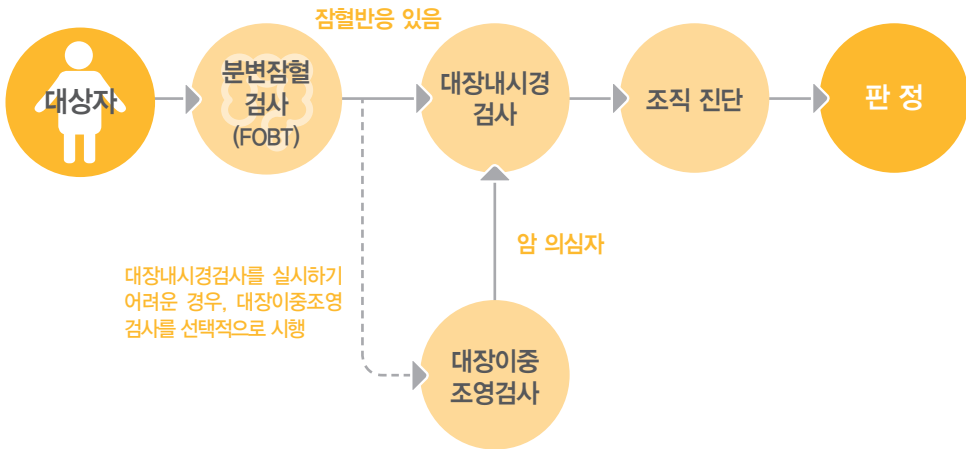 잠혈반응 있음
대상자
분변잠혈
검사
(FOBT)
대장내시경
검사
조직 진단
판 정
암 의심자
대장내시경검사를 실시하기
어려운 경우, 대장이중조영
검사를 선택적으로 시행
대장이중
조영검사